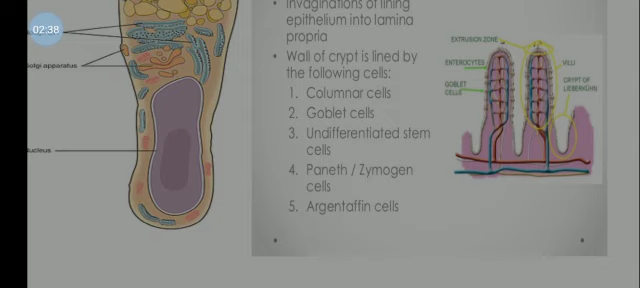 02:38
Golgi apparatus
Nucleus
Invaginations of lining
epithelium into lamina
propria
Wall of crypt is lined by
the following cells:
1. Columnar cells
2. Goblet cells
3. Undifferentiated stem
cells
4. Paneth / Zymogen
cells
5. Argentaffin cells
EXTRUSION ZONE
ENTEROCYTES
GOBLET
CELLS
VILLI
CRYPT OF
LIEBERKÜHN